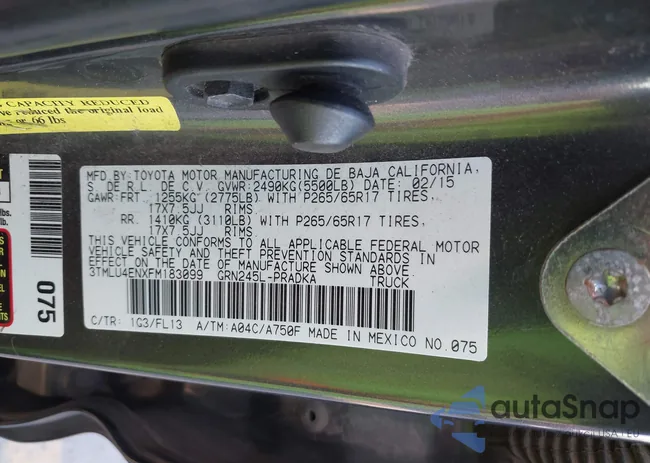 CAPACITY REDUCED
reduced the original load
66 lbs
075
MFD.BY: TOYOTA MOTOR MANUFACTURING DE BAJA CALIFORNIA,
S DE R.L. DE C.V. GVWR: 2490KG(5500LB) DATE: 02/15
GAWR: FRT. 1255KG (2775LB) WITH P265/65R17 TIRES,
17X7.5JJ RIMS
RR. 1410KG (3110LB) WITH P265/65R17 TIRES,
17X7.5JJ RIMS
THIS VEHICLE CONFORMS TO ALL APPLICABLE FEDERAL MOTOR
VEHICLE SAFETY AND THEFT PREVENTION STANDARDS IN
EFFECT ON THE DATE OF MANUFACTURE SHOWN ABOVE.
3TMLU4ENXFM183099 GRN245L-PRADKA TRUCK
C/TR: 1G3/FL13 A/TM: A04C/A750F MADE IN MEXICO NO.075
autoSnap